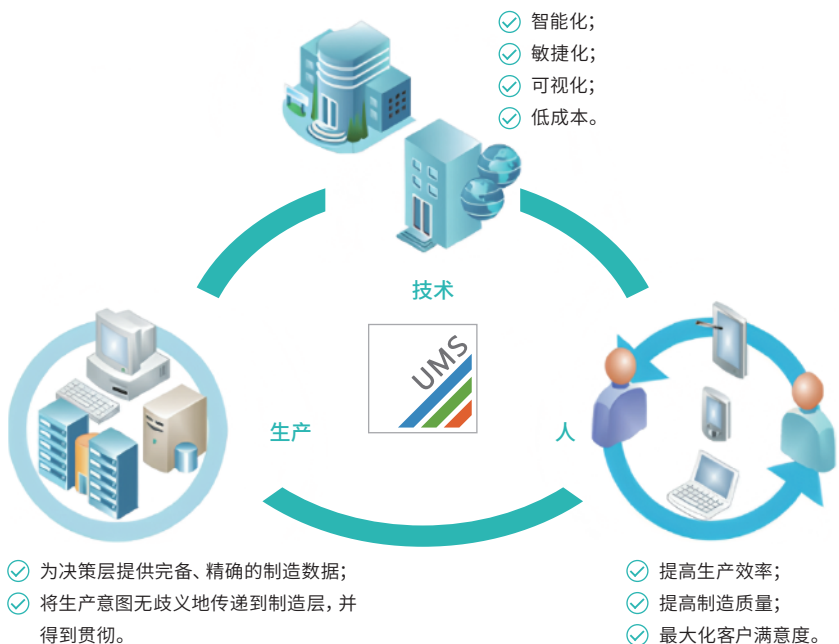 智能化；
敏捷化；
可视化；
低成本。
技术
UMS
生产
人
为决策层提供完备、精确的制造数据；
将生产意图无歧义地传递到制造层，并
得到贯彻。
提高生产效率；
提高制造质量；
最大化客户满意度。